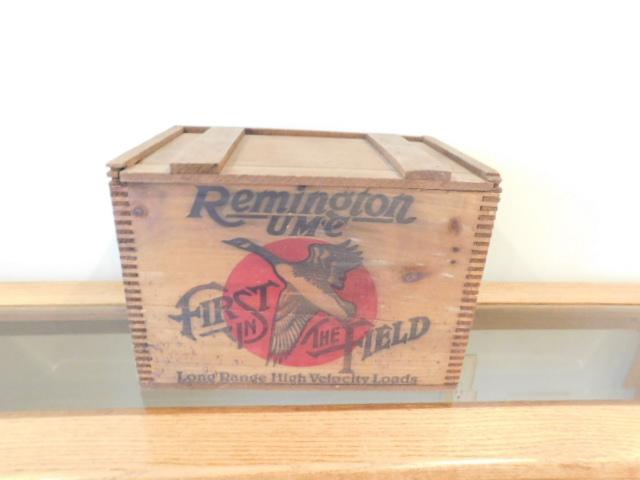 Remington
UMC
FIRST IN THE FIELD
Long Range High Velocity Loads